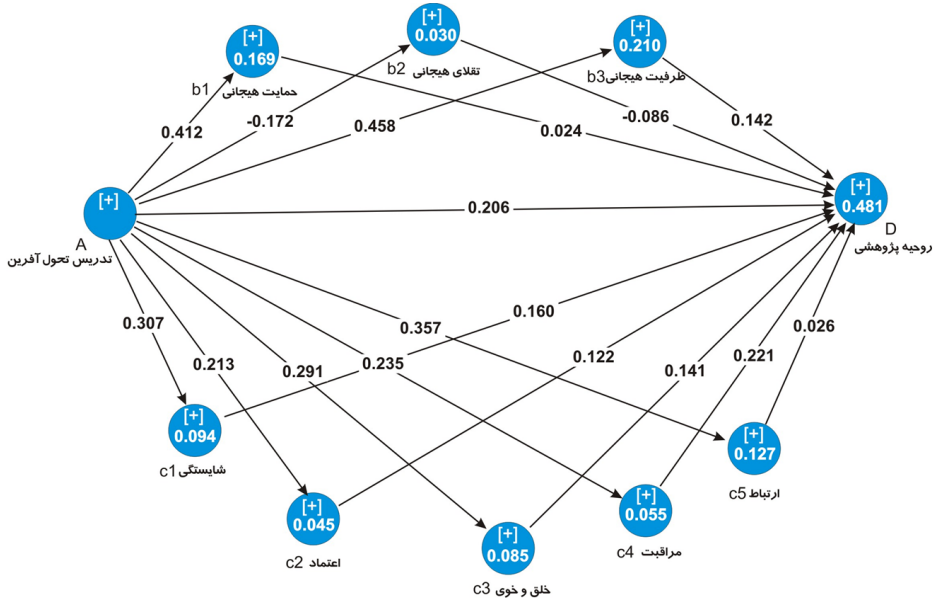 [+]
0.169
b1
حمایت هیجانی
[+]
0.030
b2
تقلای هیجانی
[+]
0.210
b3
ظرفیت هیجانی
0.412
-0.172
0.458
0.024
-0.086
0.142
[+]
A
تدریس تحول آفرین
0.206
[+]
0.481
D
روحیه پژوهشی
0.307
0.213
0.291
0.235
0.357
0.160
0.122
0.141
0.221
0.026
[+]
0.094
c1 شایستگی
[+]
0.045
c2 اعتماد
[+]
0.085
c3 خلق و خوی
[+]
0.055
c4 مراقبت
[+]
0.127
c5 ارتباط